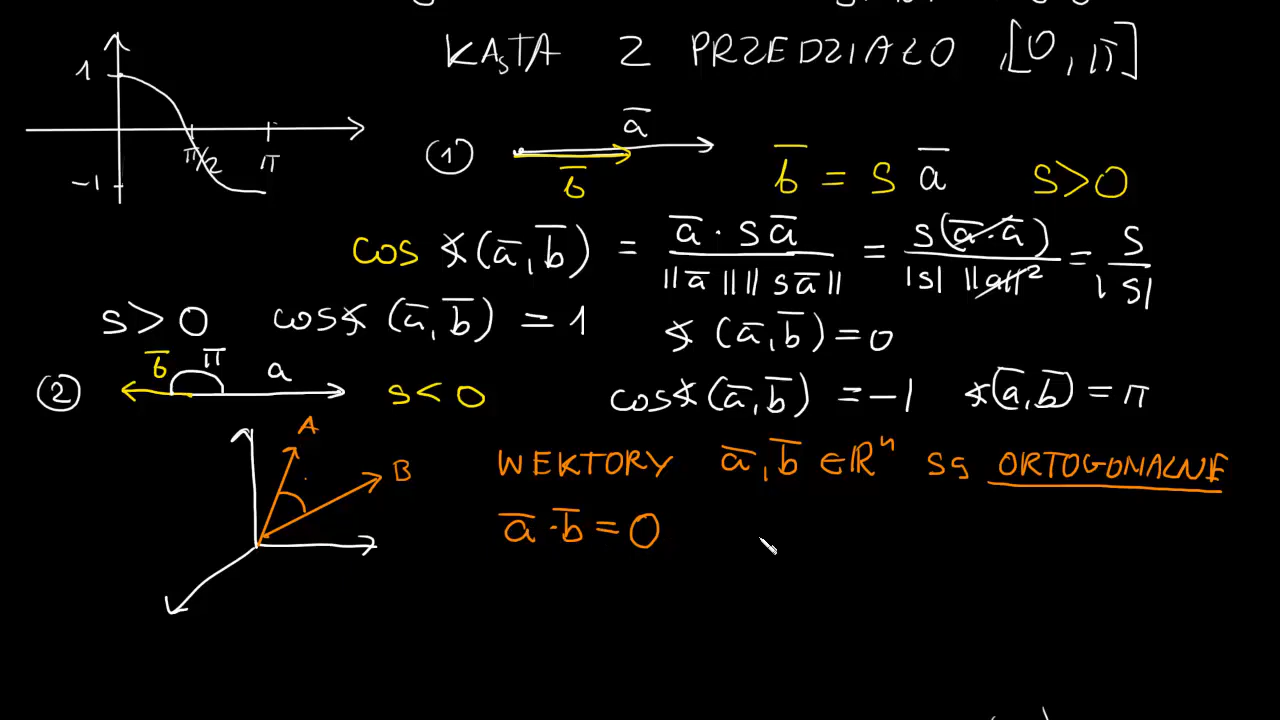 KĄTA Z PRZEDZIAŁO [0, π]
1
-1
π/2
π
① a̅
b̅
b̅ = s a̅ s>0
cos ∢(a̅, b̅) = a̅ · s a̅ / ||a̅|| ||s a̅|| = s(a̅ · a̅) / |s| ||a||² = s / |s|
s>0 cos∢(a̅, b̅) = 1 ∢(a̅, b̅) = 0
② b̅ π a s<0 cos∢(a̅, b̅) = -1 ∢(a̅, b̅) = π
A
B
WEKTORY a̅, b̅ ∈ ℝⁿ SĄ ORTOGONALNE
a̅ · b̅ = 0